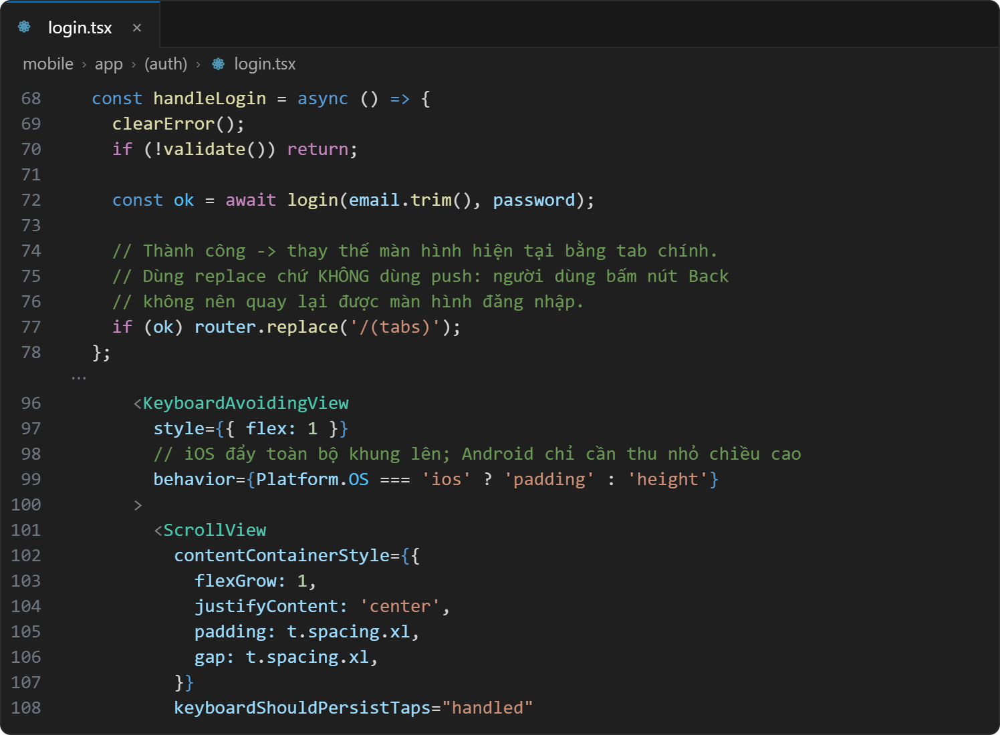 login.tsx ×
mobile › app › (auth) › login.tsx
68 const handleLogin = async () => {
69 clearError();
70 if (!validate()) return;
71
72 const ok = await login(email.trim(), password);
73
74 // Thành công -> thay thế màn hình hiện tại bằng tab chính.
75 // Dùng replace chứ KHÔNG dùng push: người dùng bấm nút Back
76 // không nên quay lại được màn hình đăng nhập.
77 if (ok) router.replace('/(tabs)');
78 };
...
96 <KeyboardAvoidingView
97 style={{ flex: 1 }}
98 // iOS đẩy toàn bộ khung lên; Android chỉ cần thu nhỏ chiều cao
99 behavior={Platform.OS === 'ios' ? 'padding' : 'height'}
100 >
101 <ScrollView
102 contentContainerStyle={{
103 flexGrow: 1,
104 justifyContent: 'center',
105 padding: t.spacing.xl,
106 gap: t.spacing.xl,
107 }}
108 keyboardShouldPersistTaps="handled"